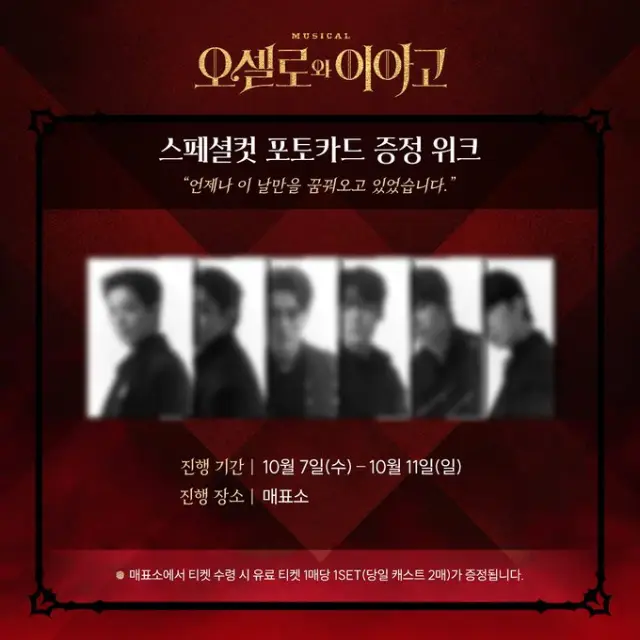 MUSICAL
오셀로와 이아고
스페셜컷 포토카드 증정 위크
“언제나 이 날만을 꿈꿔오고 있었습니다.”
진행 기간 | 10월 7일(수) – 10월 11일(일)
진행 장소 | 매표소
매표소에서 티켓 수령 시 유료 티켓 1매당 1SET(당일 캐스트 2매)가 증정됩니다.